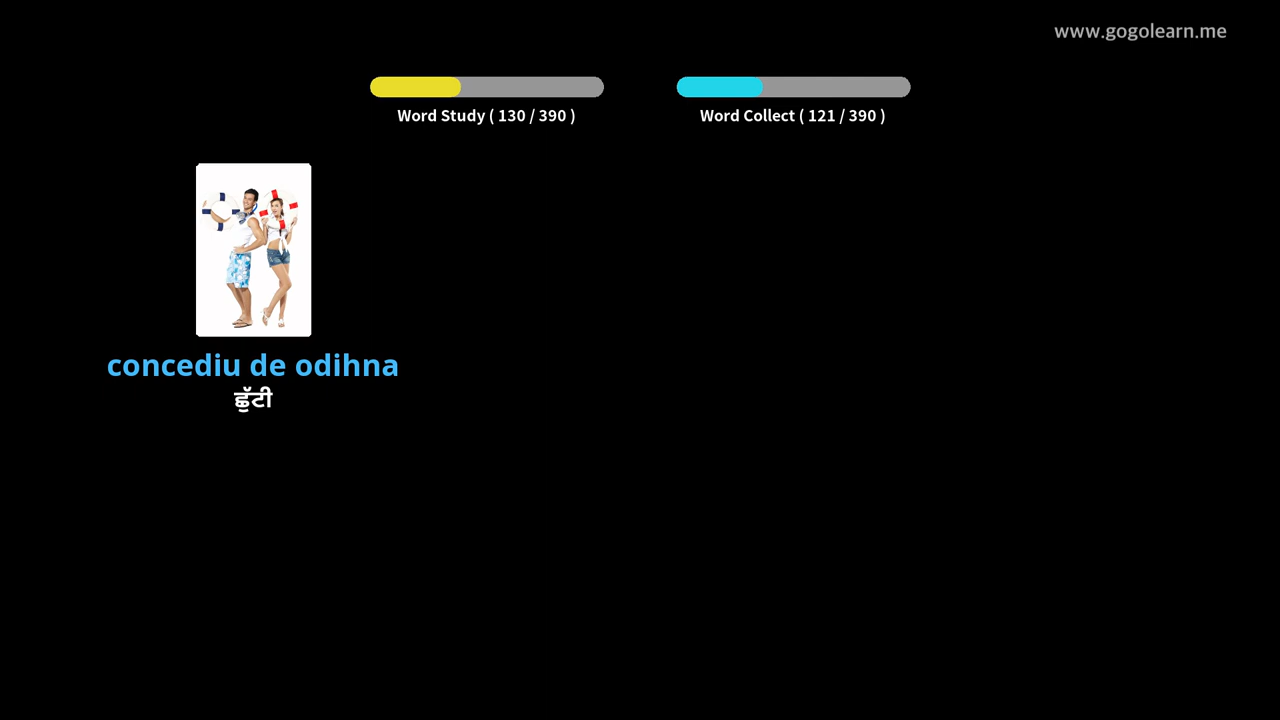 www.gogolearn.me
Word Study ( 130 / 390 )
Word Collect ( 121 / 390 )
concediu de odihna
छुट्टी